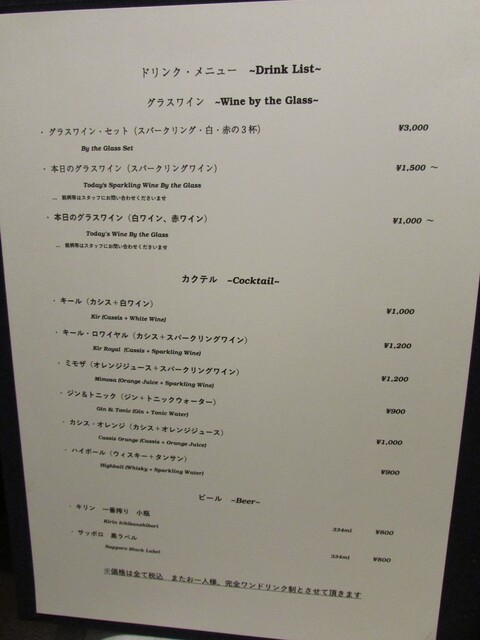 ドリンク・メニュー ~Drink List~
グラスワイン ~Wine by the Glass~
・グラスワイン・セット（スパークリング・白・赤の３杯） ¥3,000
By the Glass Set
・本日のグラスワイン（スパークリングワイン） ¥1,500 ～
Today's Sparkling Wine By the Glass
… 銘柄等はスタッフにお問い合わせくださいませ
・本日のグラスワイン（白ワイン、赤ワイン） ¥1,000 ～
Today's Wine By the Glass
… 銘柄等はスタッフにお問い合わせくださいませ
カクテル ~Cocktail~
・キール（カシス＋白ワイン） ¥1,000
Kir (Cassis + White Wine)
・キール・ロワイヤル（カシス＋スパークリングワイン） ¥1,200
Kir Royal (Cassis + Sparkling Wine)
・ミモザ（オレンジジュース＋スパークリングワイン） ¥1,200
Mimosa (Orange Juice + Sparkling Wine)
・ジン＆トニック（ジン＋トニックウォーター） ¥900
Gin & Tonic (Gin + Tonic Water)
・カシス・オレンジ（カシス＋オレンジジュース） ¥1,000
Cassis Orange (Cassis + Orange Juice)
・ハイボール（ウィスキー＋タンサン） ¥900
Highball (Whisky + Sparkling Water)
ビール ~Beer~
・キリン 一番搾り 小瓶 334ml ¥800
Kirin Ichibanshibori
・サッポロ 黒ラベル 334ml ¥800
Sapporo Black Label
※価格は全て税込 またお一人様、完全ワンドリンク制とさせて頂きます